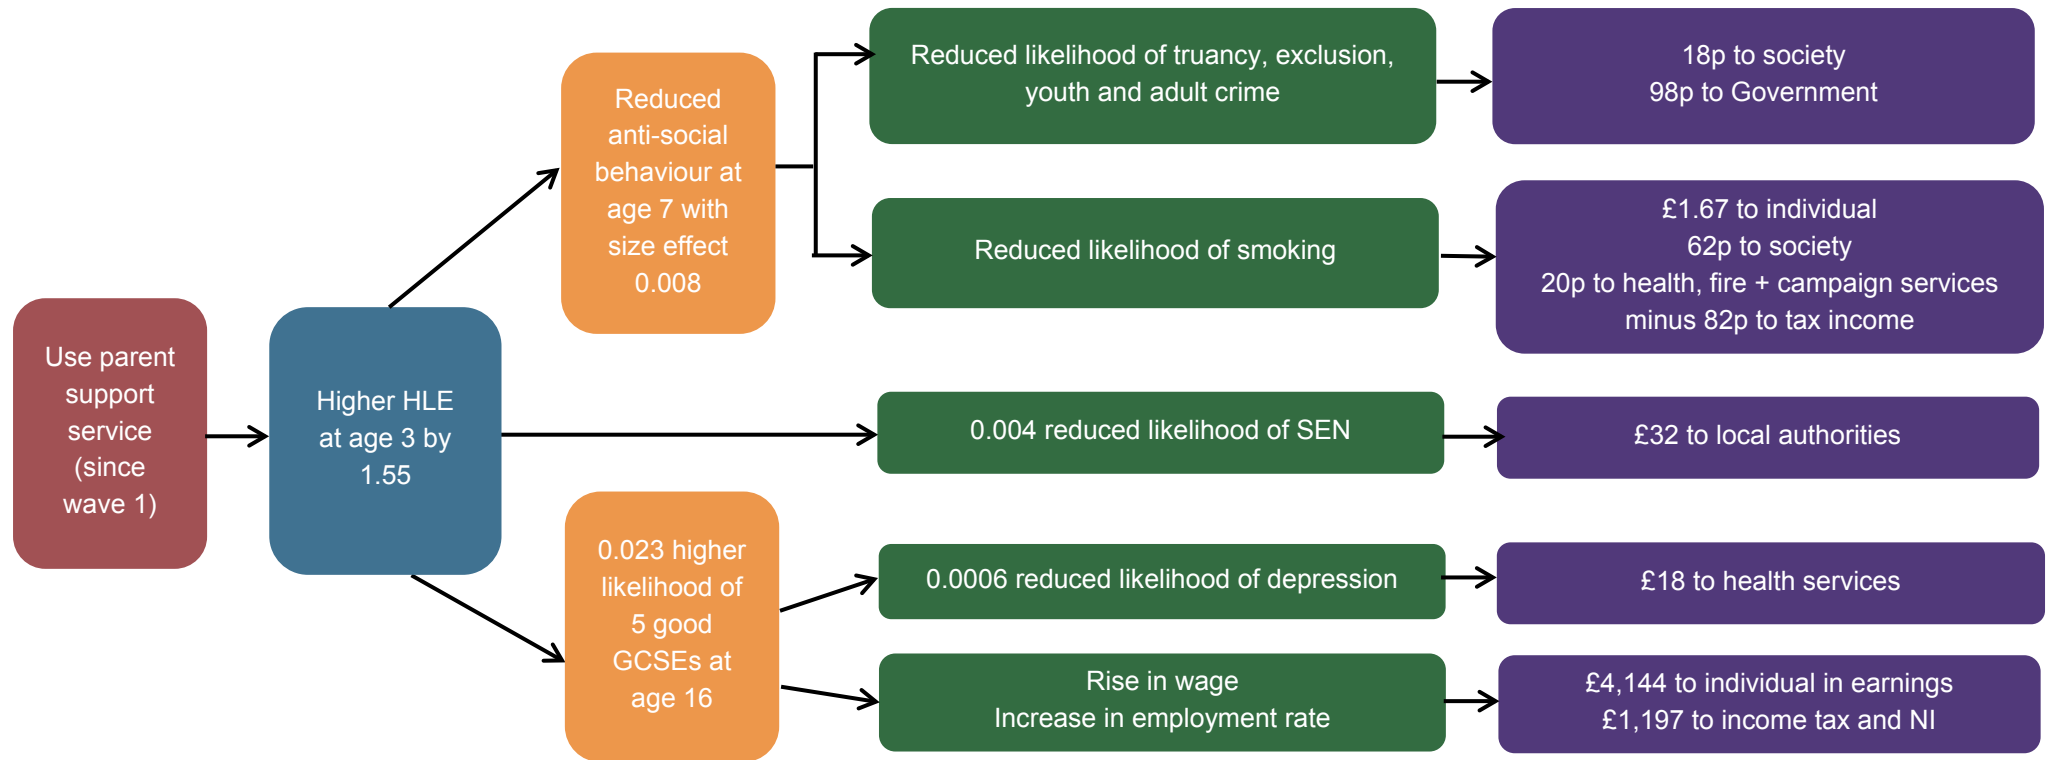 Use parent
support
service
(since
wave 1)
Higher HLE
at age 3 by
1.55
Reduced
anti-social
behaviour at
age 7 with
size effect
0.008
0.023 higher
likelihood of
5 good
GCSEs at
age 16
Reduced likelihood of truancy, exclusion,
youth and adult crime
Reduced likelihood of smoking
0.004 reduced likelihood of SEN
0.0006 reduced likelihood of depression
Rise in wage
Increase in employment rate
18p to society
98p to Government
£1.67 to individual
62p to society
20p to health, fire + campaign services
minus 82p to tax income
£32 to local authorities
£18 to health services
£4,144 to individual in earnings
£1,197 to income tax and NI